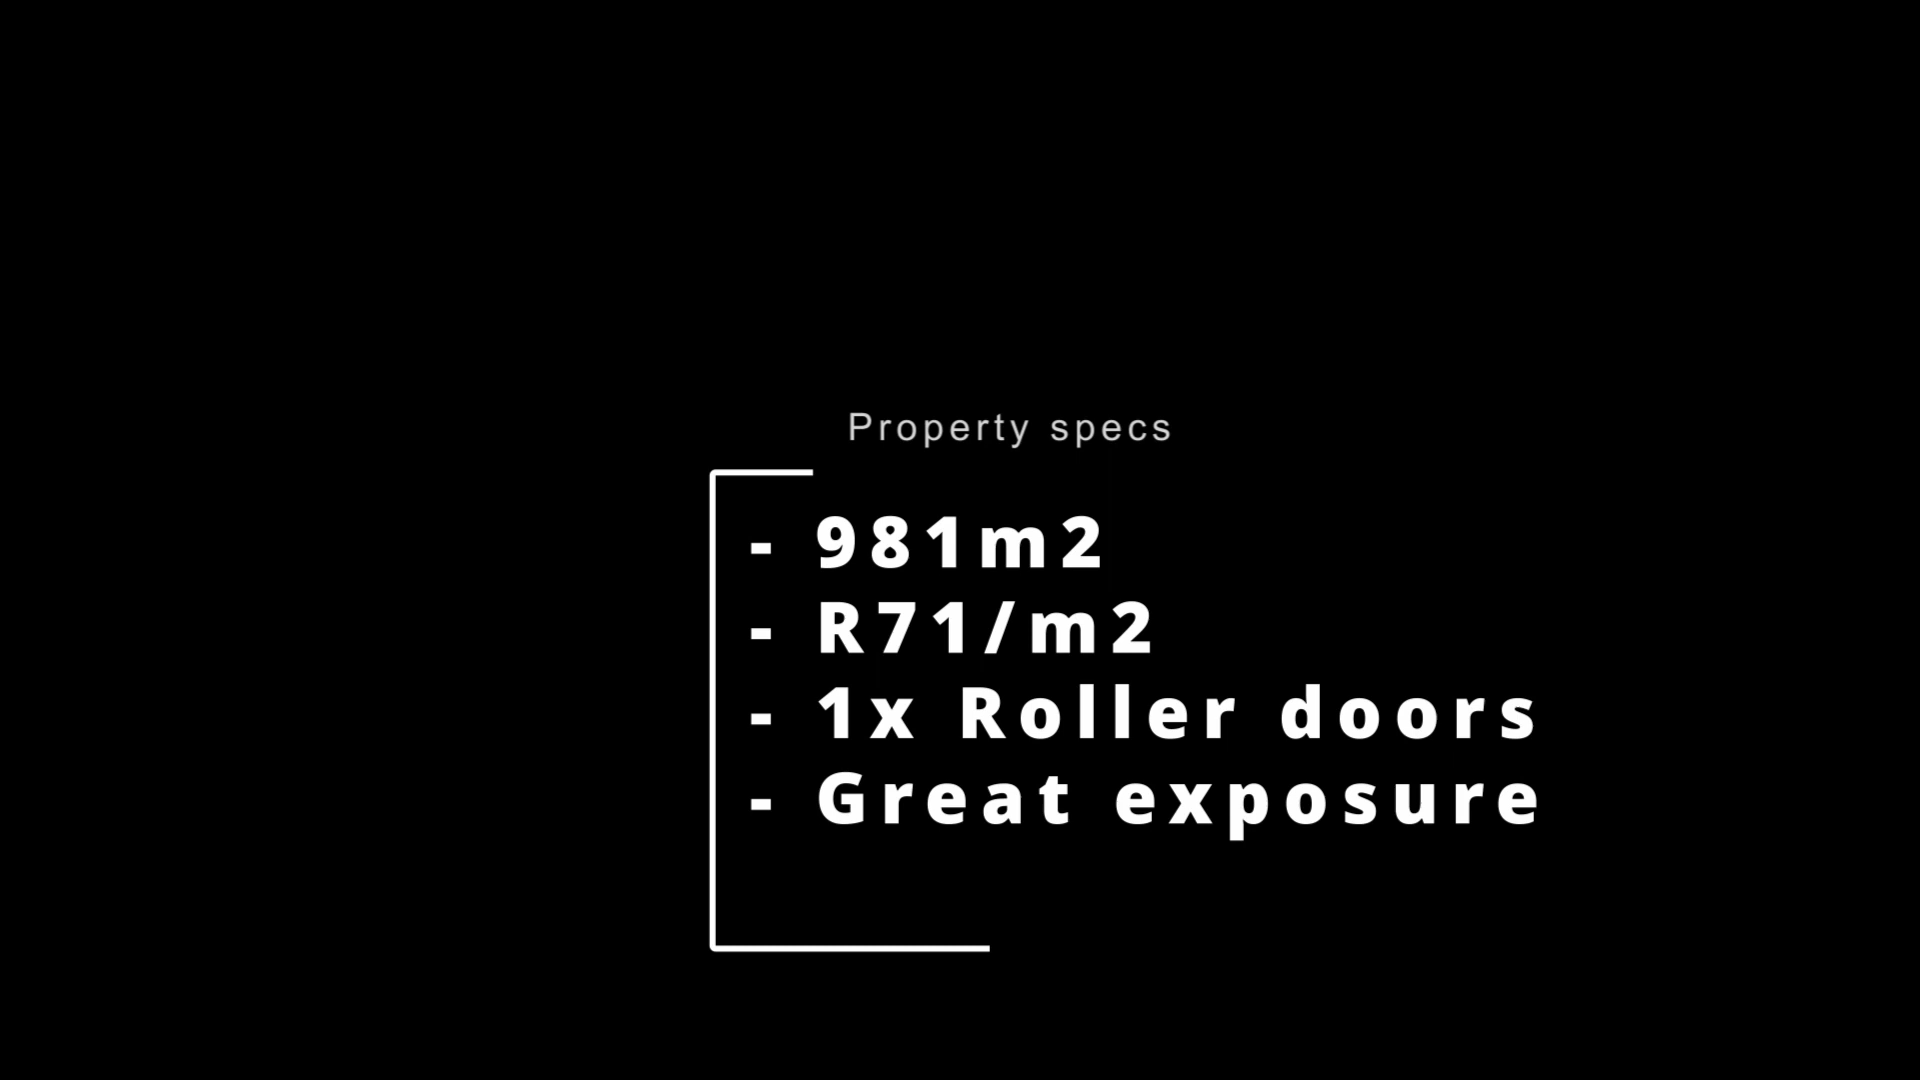 Property specs
- 981m2
- R71/m2
- 1x Roller doors
- Great exposure